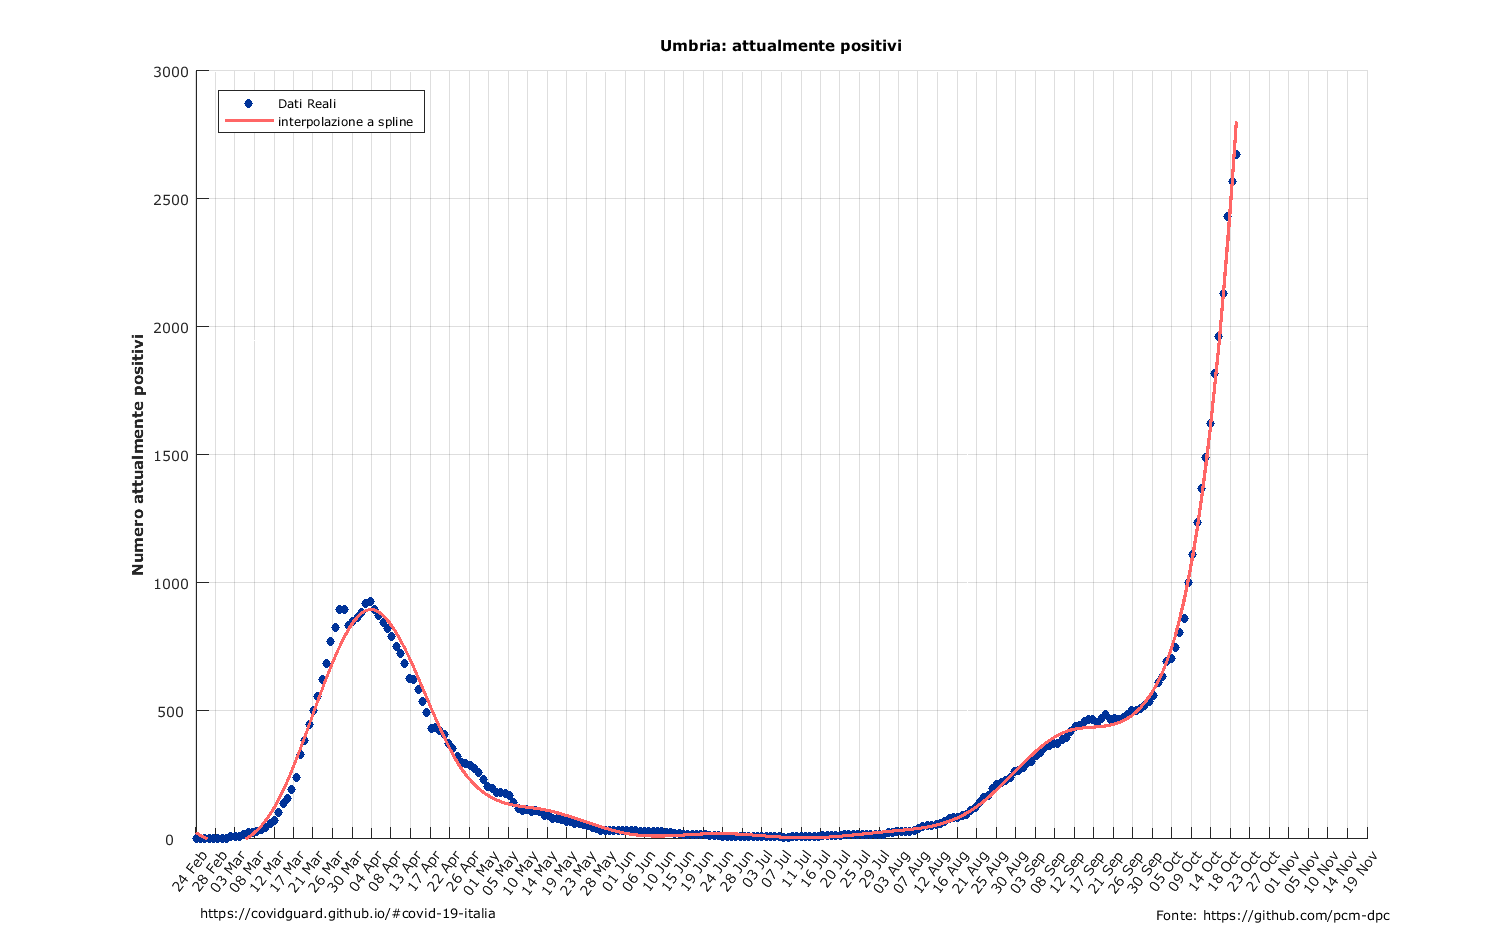 Umbria: attualmente positivi
Dati Reali
interpolazione a spline
Numero attualmente positivi
3000
2500
2000
1500
1000
500
0
24 Feb
28 Feb
03 Mar
08 Mar
12 Mar
17 Mar
21 Mar
26 Mar
30 Mar
04 Apr
08 Apr
13 Apr
17 Apr
22 Apr
26 Apr
01 May
05 May
10 May
14 May
19 May
23 May
28 May
01 Jun
06 Jun
10 Jun
15 Jun
19 Jun
24 Jun
28 Jun
03 Jul
07 Jul
11 Jul
16 Jul
20 Jul
25 Jul
29 Jul
03 Aug
07 Aug
12 Aug
16 Aug
21 Aug
25 Aug
30 Aug
03 Sep
08 Sep
12 Sep
17 Sep
21 Sep
26 Sep
30 Sep
05 Oct
09 Oct
14 Oct
18 Oct
23 Oct
27 Oct
01 Nov
05 Nov
10 Nov
14 Nov
19 Nov
https://covidguard.github.io/#covid-19-italia
Fonte: https://github.com/pcm-dpc